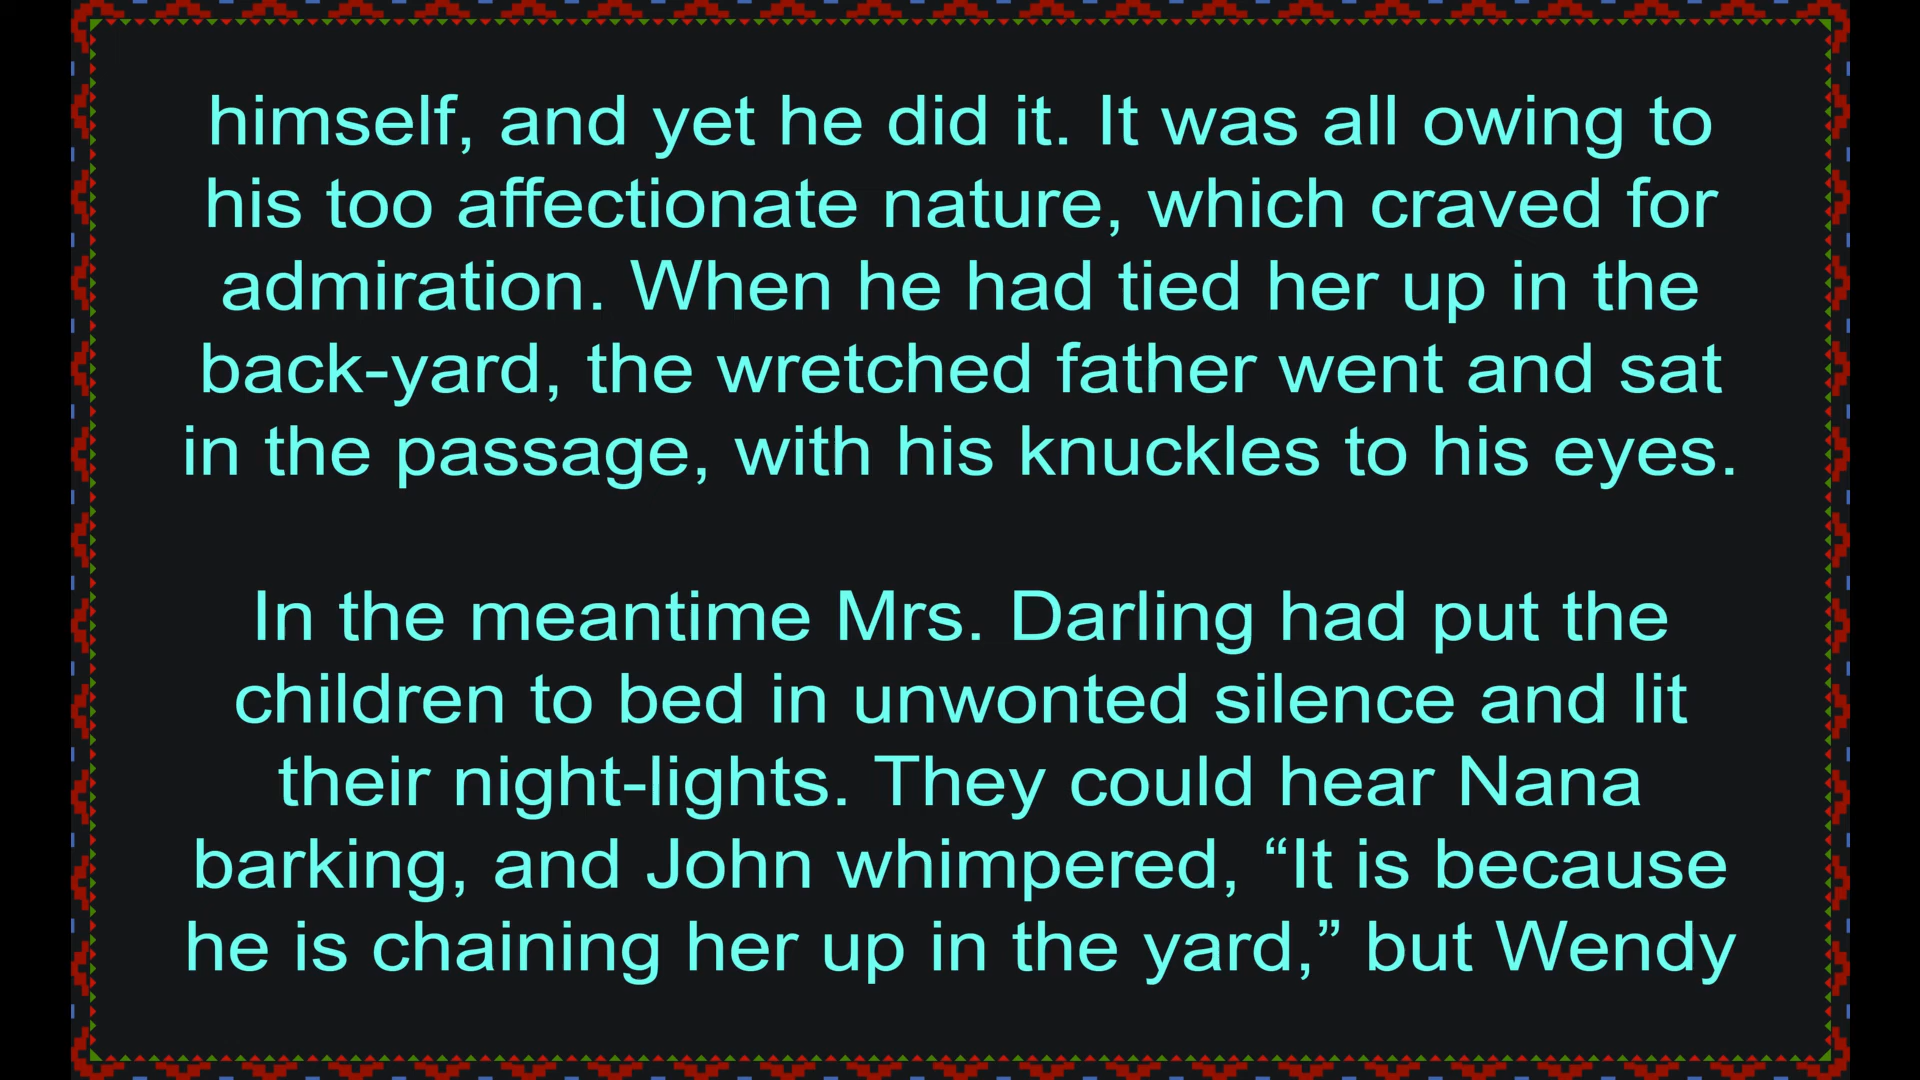 himself, and yet he did it. It was all owing to
his too affectionate nature, which craved for
admiration. When he had tied her up in the
back-yard, the wretched father went and sat
in the passage, with his knuckles to his eyes.
In the meantime Mrs. Darling had put the
children to bed in unwonted silence and lit
their night-lights. They could hear Nana
barking, and John whimpered, “It is because
he is chaining her up in the yard,” but Wendy